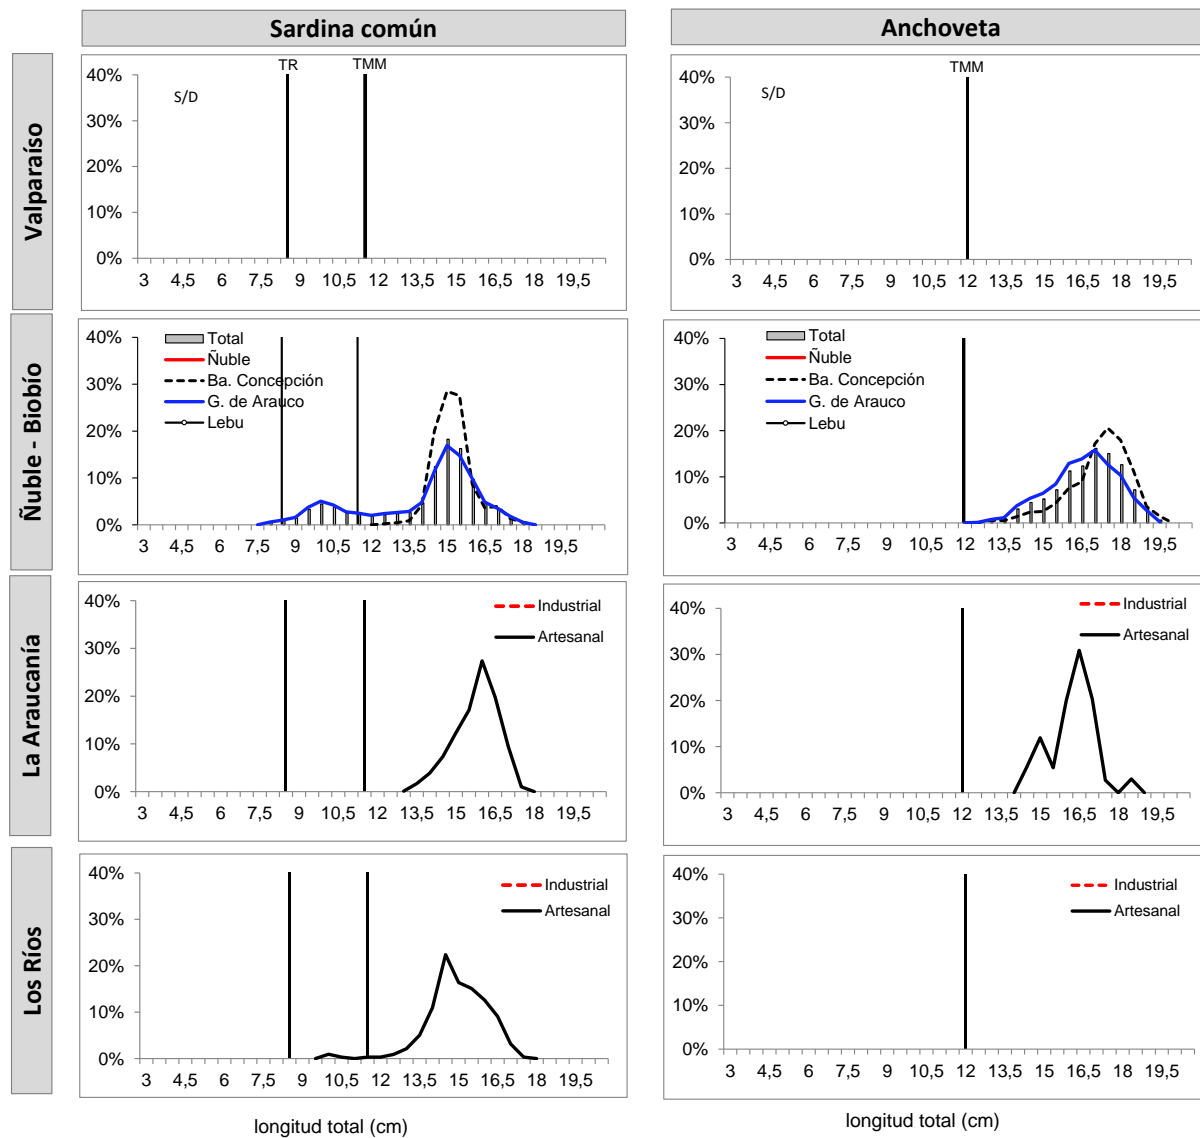 Sardina común
Anchoveta
Valparaíso
TR
TMM
S/D
40%
30%
20%
10%
0%
3 4,5 6 7,5 9 10,5 12 13,5 15 16,5 18 19,5
TMM
S/D
40%
30%
20%
10%
0%
3 4,5 6 7,5 9 10,5 12 13,5 15 16,5 18 19,5
Ñuble - Biobío
Total
Ñuble
Ba. Concepción
G. de Arauco
Lebu
40%
30%
20%
10%
0%
3 4,5 6 7,5 9 10,5 12 13,5 15 16,5 18 19,5
Total
Ñuble
Ba. Concepción
G. de Arauco
Lebu
40%
30%
20%
10%
0%
3 4,5 6 7,5 9 10,5 12 13,5 15 16,5 18 19,5
La Araucanía
Industrial
Artesanal
40%
30%
20%
10%
0%
3 4,5 6 7,5 9 10,5 12 13,5 15 16,5 18 19,5
Industrial
Artesanal
40%
30%
20%
10%
0%
3 4,5 6 7,5 9 10,5 12 13,5 15 16,5 18 19,5
Los Ríos
Industrial
Artesanal
40%
30%
20%
10%
0%
3 4,5 6 7,5 9 10,5 12 13,5 15 16,5 18 19,5
longitud total (cm)
Industrial
Artesanal
40%
30%
20%
10%
0%
3 4,5 6 7,5 9 10,5 12 13,5 15 16,5 18 19,5
longitud total (cm)